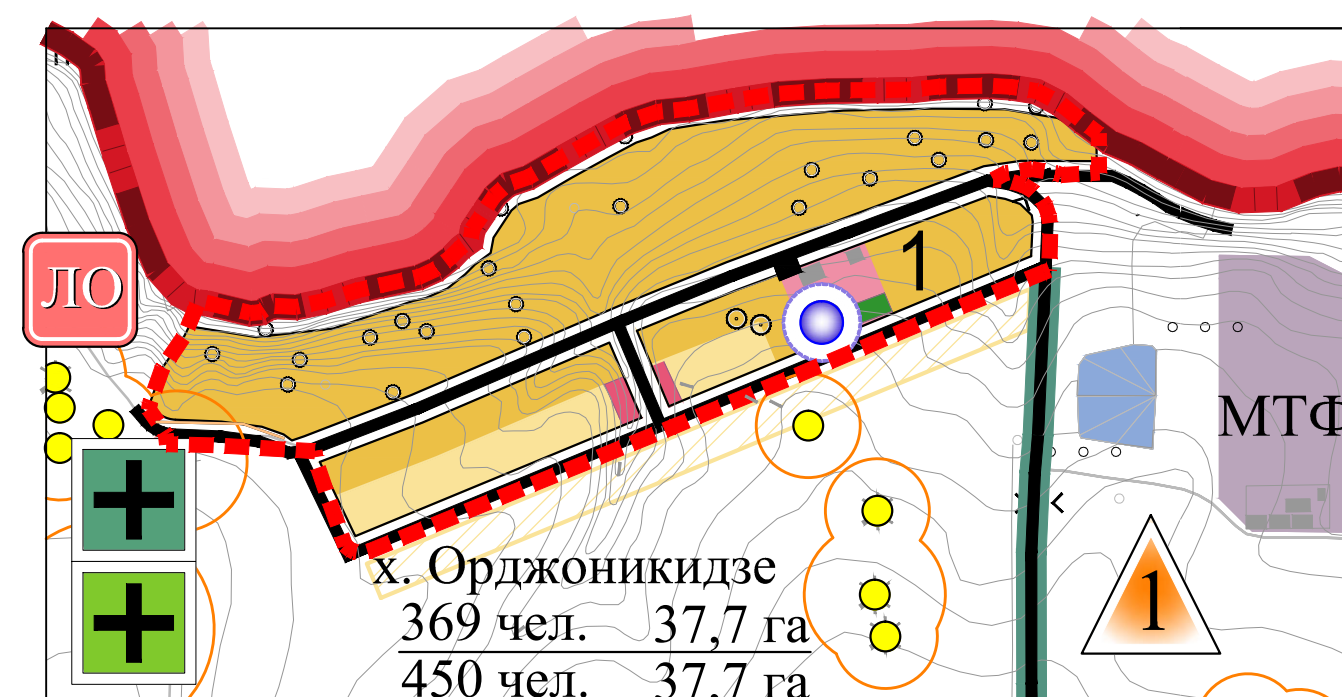 1
ЛО
МТФ
х. Орджоникидзе
369 чел. 37,7 га
450 чел. 37,7 га
1